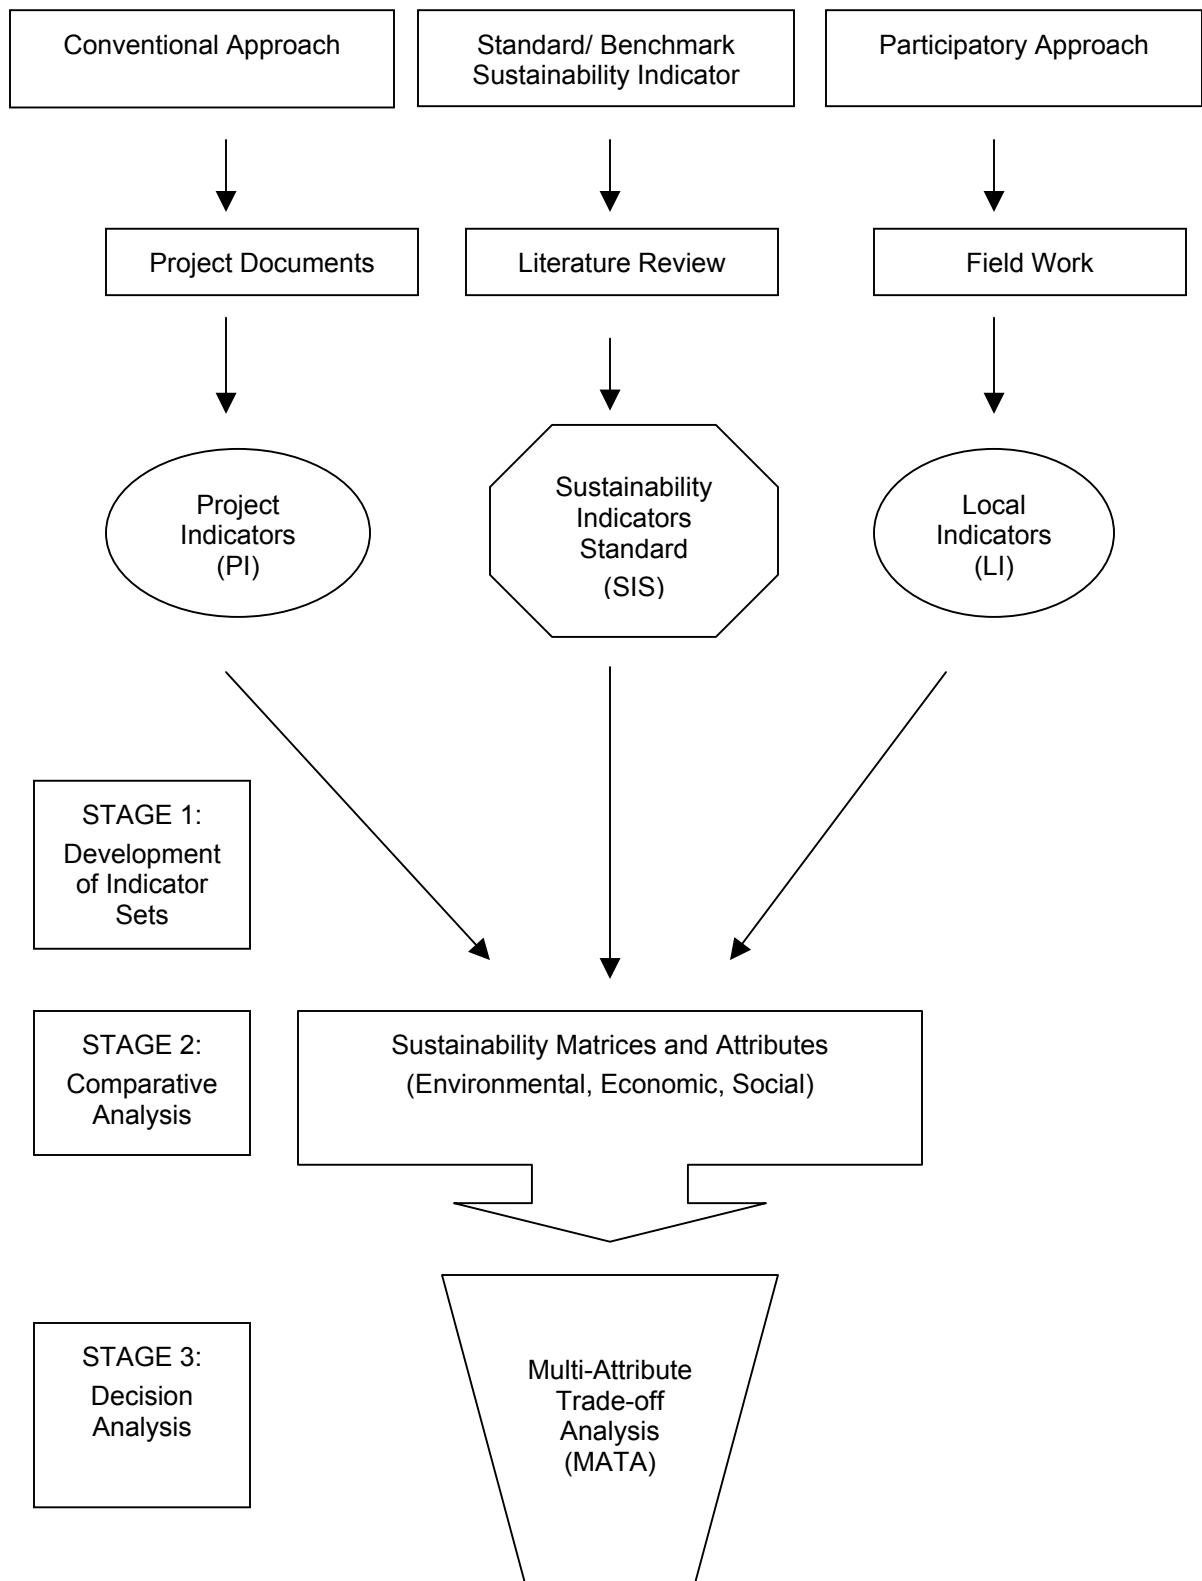 Conventional Approach
Standard/ Benchmark
Sustainability Indicator
Participatory Approach
Project Documents
Literature Review
Field Work
Project
Indicators
(PI)
Sustainability
Indicators
Standard
(SIS)
Local
Indicators
(LI)
STAGE 1:
Development
of Indicator
Sets
STAGE 2:
Comparative
Analysis
Sustainability Matrices and Attributes
(Environmental, Economic, Social)
STAGE 3:
Decision
Analysis
Multi-Attribute
Trade-off
Analysis
(MATA)